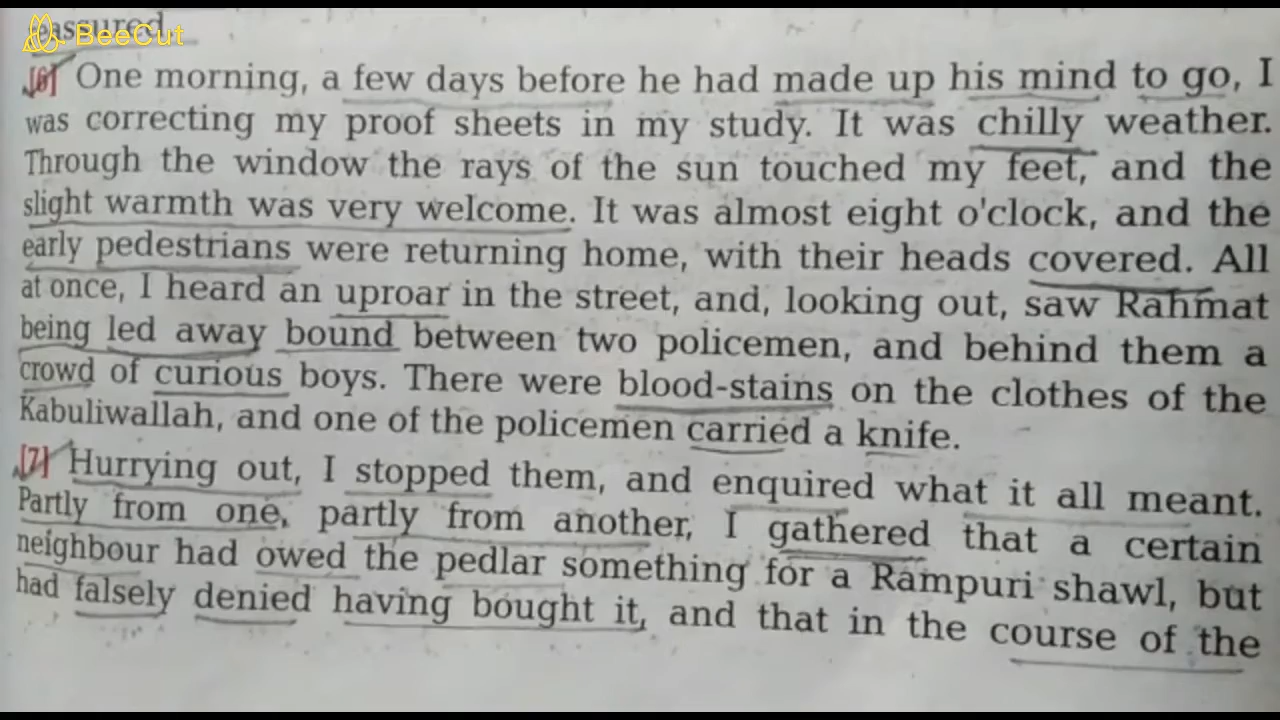 eassured
BeeCut
[6] One morning, a few days before he had made up his mind to go, I
was correcting my proof sheets in my study. It was chilly weather.
Through the window the rays of the sun touched my feet, and the
slight warmth was very welcome. It was almost eight o'clock, and the
early pedestrians were returning home, with their heads covered. All
at once, I heard an uproar in the street, and, looking out, saw Rahmat
being led away bound between two policemen, and behind them a
crowd of curious boys. There were blood-stains on the clothes of the
Kabuliwallah, and one of the policemen carried a knife.
[7] Hurrying out, I stopped them, and enquired what it all meant.
Partly from one, partly from another, I gathered that a certain
neighbour had owed the pedlar something for a Rampuri shawl, but
had falsely denied having bought it, and that in the course of the